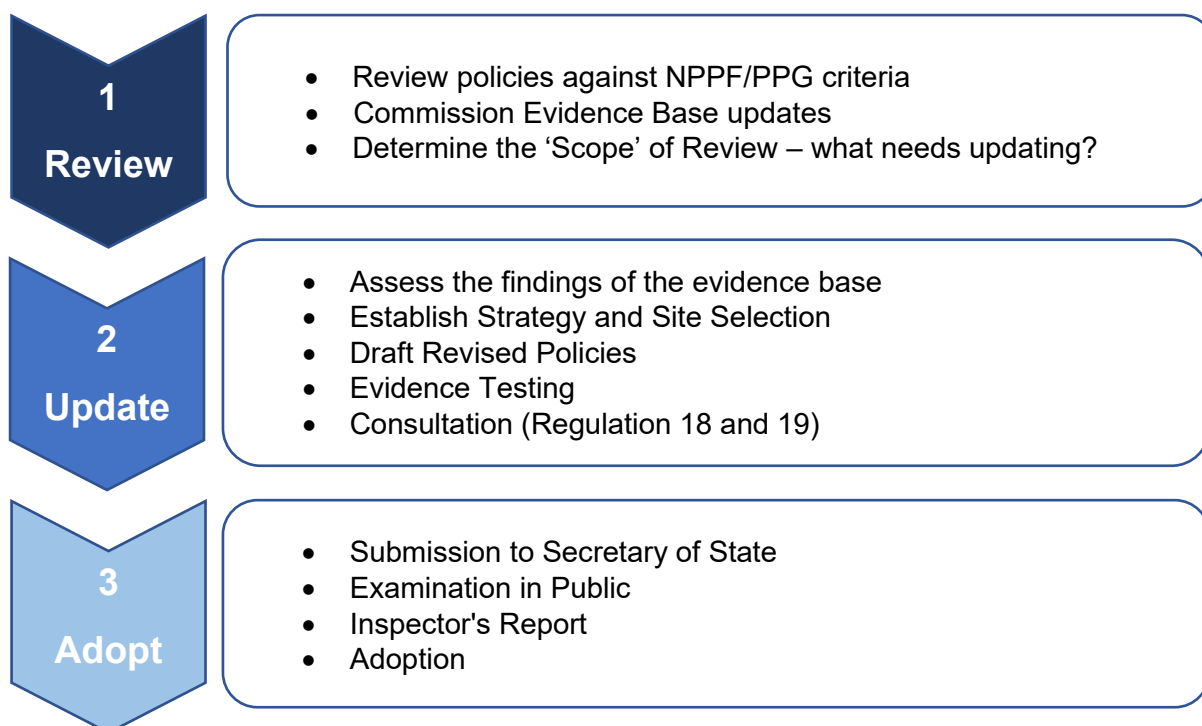 1
Review
• Review policies against NPPF/PPG criteria
• Commission Evidence Base updates
• Determine the ‘Scope’ of Review – what needs updating?
2
Update
• Assess the findings of the evidence base
• Establish Strategy and Site Selection
• Draft Revised Policies
• Evidence Testing
• Consultation (Regulation 18 and 19)
3
Adopt
• Submission to Secretary of State
• Examination in Public
• Inspector's Report
• Adoption